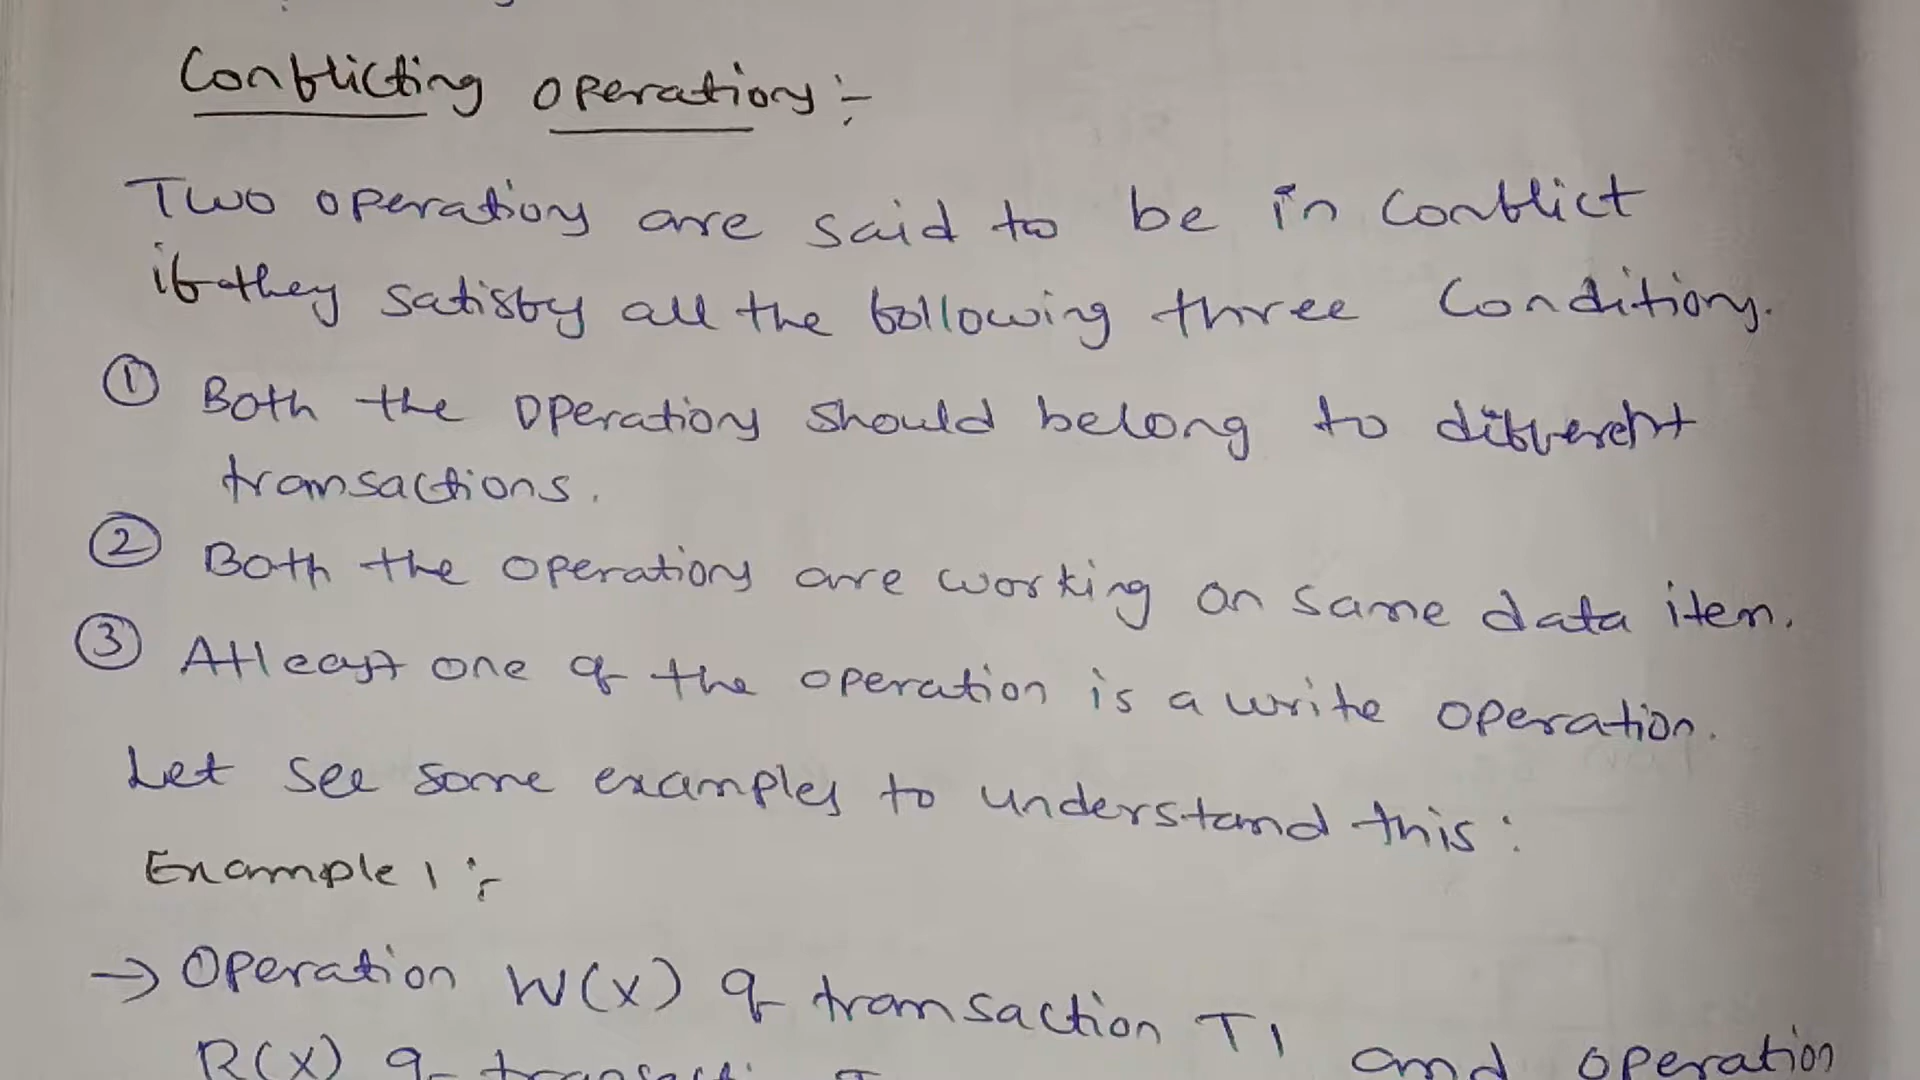 Conflicting operations :-
Two operations are said to be in conflict
if they satisfy all the following three conditions.
① Both the operations should belong to different
transactions.
② Both the operations are working on same data item.
③ Atleast one of the operation is a write operation.
Let see some examples to understand this :
Example 1 :-
→ Operation W(X) of transaction T1 and operation
R(X) of